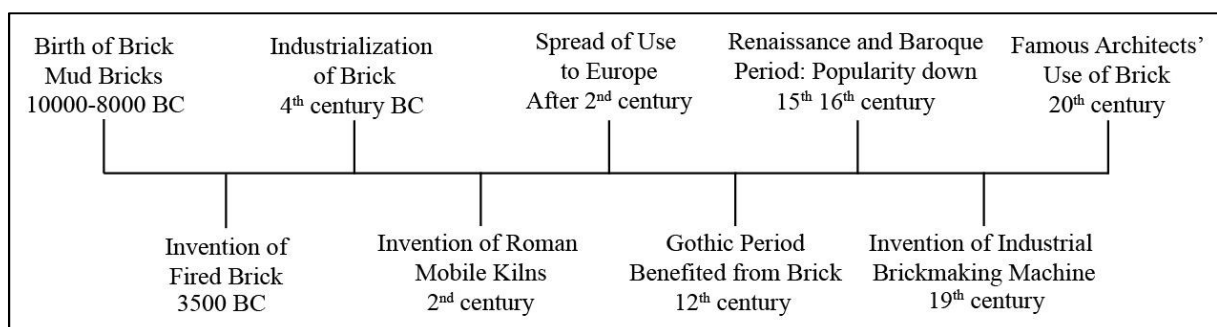 Birth of Brick
Mud Bricks
10000-8000 BC
Industrialization
of Brick
4th century BC
Spread of Use
to Europe
After 2nd century
Renaissance and Baroque
Period: Popularity down
15th 16th century
Famous Architects’
Use of Brick
20th century
Invention of
Fired Brick
3500 BC
Invention of Roman
Mobile Kilns
2nd century
Gothic Period
Benefited from Brick
12th century
Invention of Industrial
Brickmaking Machine
19th century